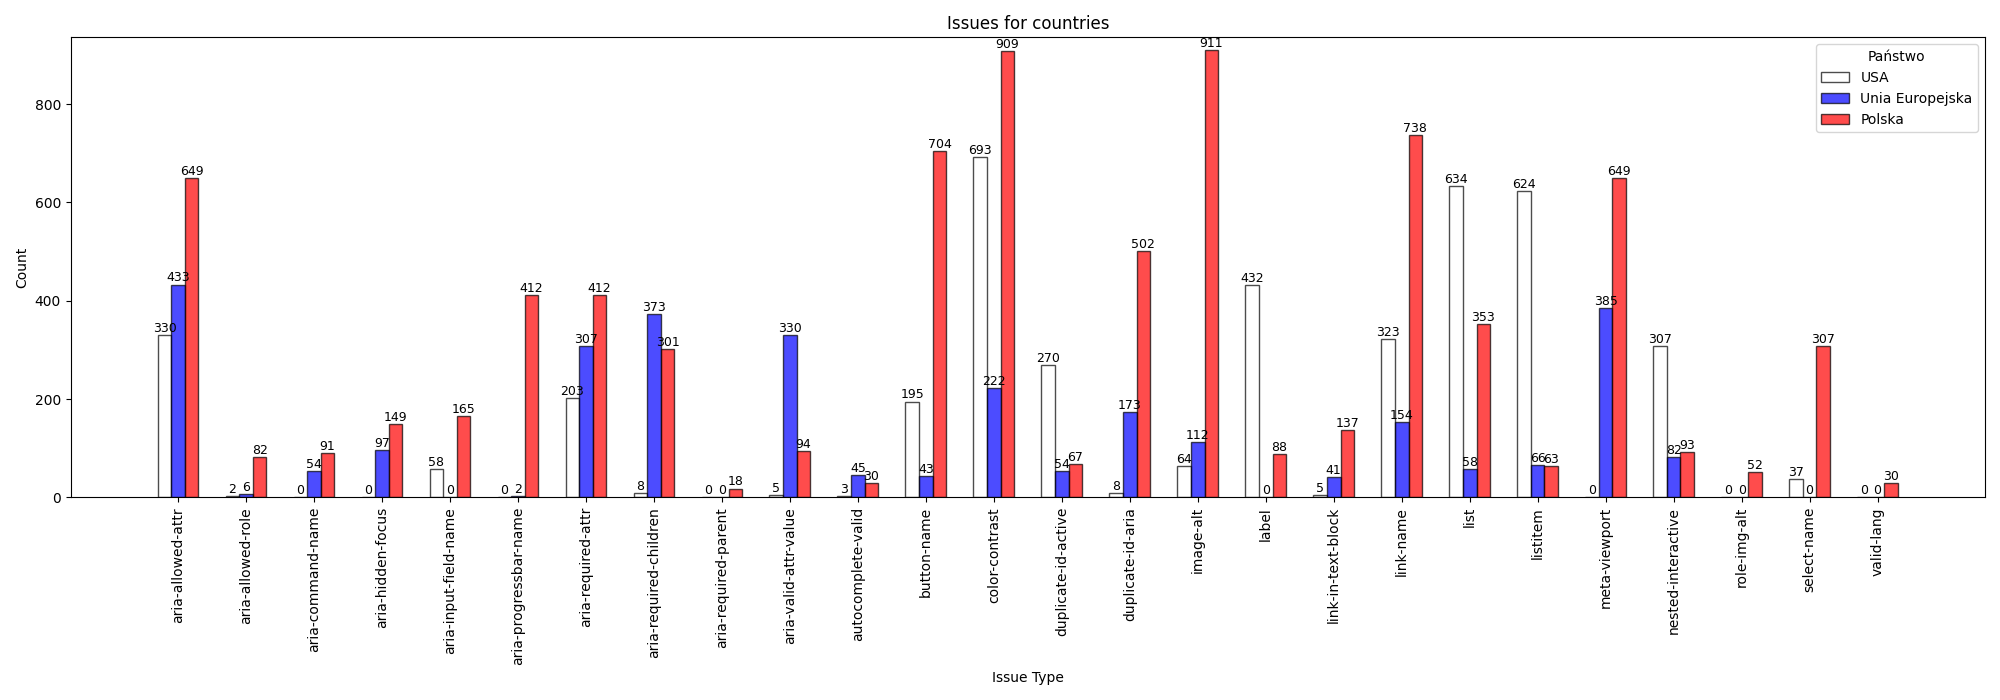 Issues for countries
Count
800
600
400
200
0
Państwo
USA
Unia Europejska
Polska
330 433 649
2 6 82
0 54 91
0 97 149
58 0 165
0 2 412
203 307 412
8 373 301
0 0 18
5 330 94
3 45 30
195 43 704
693 222 909
270 54 67
8 173 502
64 112 911
432 0 88
5 41 137
323 154 738
634 58 353
624 66 63
0 385 649
307 82 93
0 0 52
37 0 307
0 0 30
aria-allowed-attr
aria-allowed-role
aria-command-name
aria-hidden-focus
aria-input-field-name
aria-progressbar-name
aria-required-attr
aria-required-children
aria-required-parent
aria-valid-attr-value
autocomplete-valid
button-name
color-contrast
duplicate-id-active
duplicate-id-aria
image-alt
label
link-in-text-block
link-name
list
listitem
meta-viewport
nested-interactive
role-img-alt
select-name
valid-lang
Issue Type